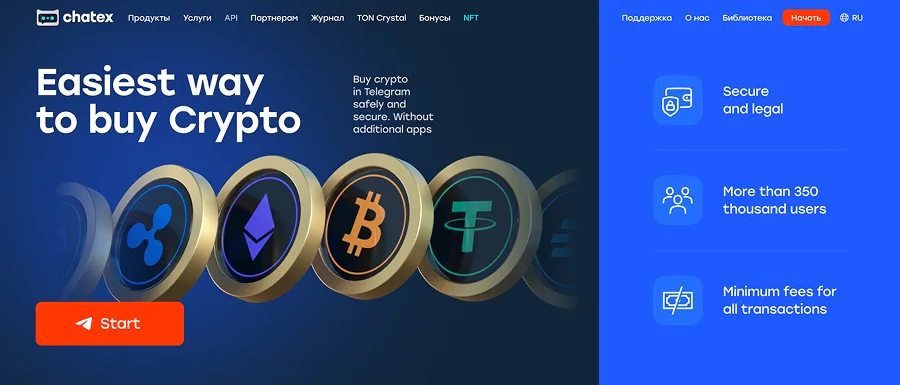 chatex Продукты Услуги API Партнерам Журнал TON Crystal Бонусы NFT Поддержка О нас Библиотека Начать RU
Easiest way
to buy Crypto
Buy crypto
in Telegram
safely and
secure. Without
additional apps
Start
Secure
and legal
More than 350
thousand users
Minimum fees for
all transactions